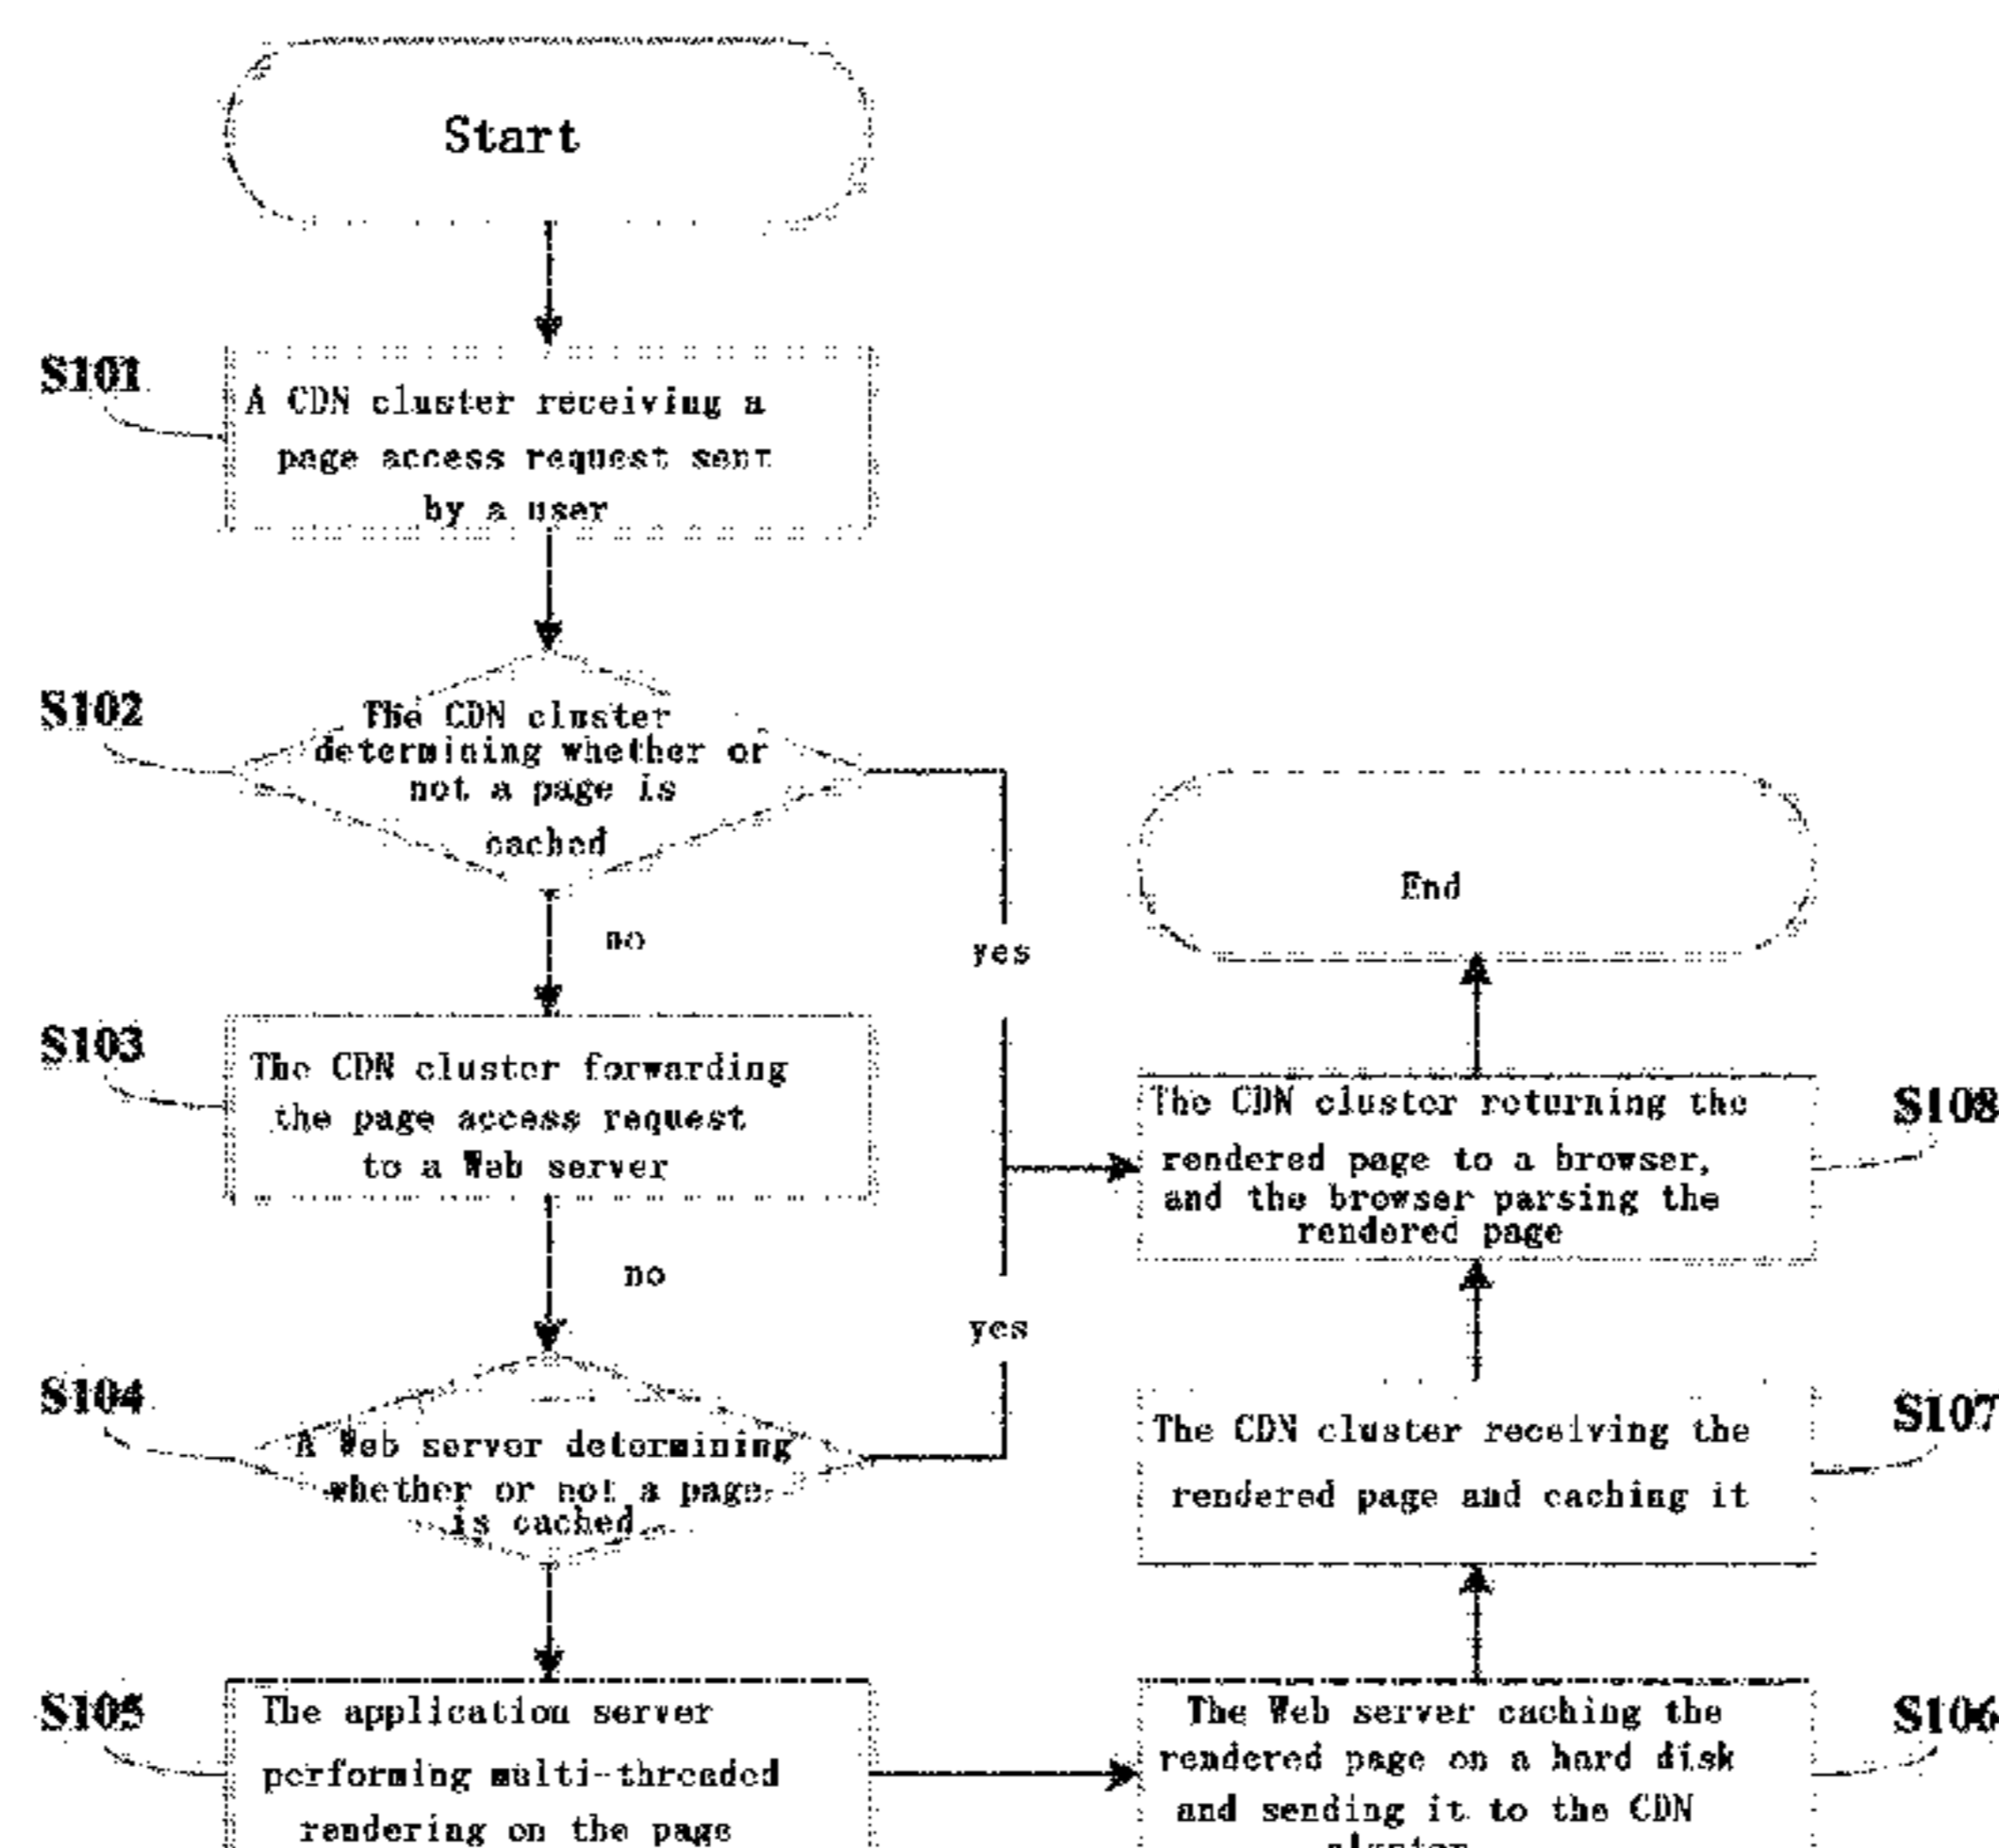 Start
S101
A CDN cluster receiving a
page access request sent
by a user
S102
The CDN cluster
determining whether or
not a page is
cached
no
yes
S103
The CDN cluster forwarding
the page access request
to a Web server
no
yes
S104
A Web server determining
whether or not a page
is cached
S105
The application server
performing multi-threaded
rendering on the page
The Web server caching the
rendered page on a hard disk
and sending it to the CDN
cluster
S106
The CDN cluster receiving the
rendered page and caching it
S107
The CDN cluster returning the
rendered page to a browser,
and the browser parsing the
rendered page
S108
End